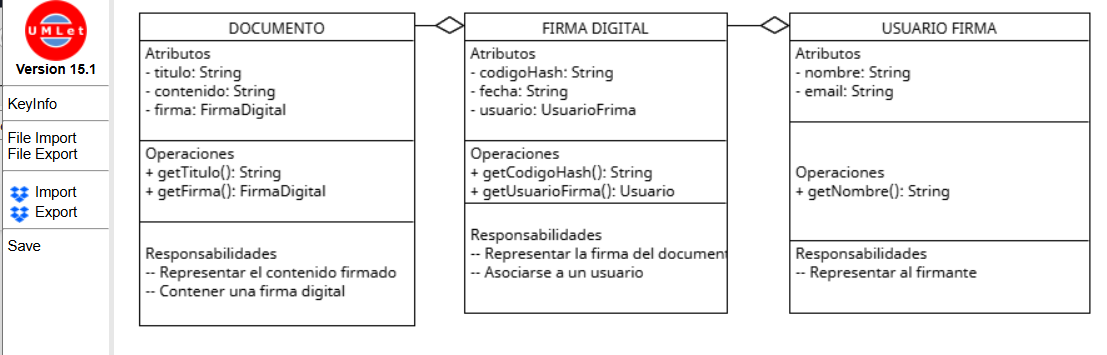 UMLet
Version 15.1
KeyInfo
File Import
File Export
Import
Export
Save
DOCUMENTO
Atributos
- titulo: String
- contenido: String
- firma: FirmaDigital
Operaciones
+ getTitulo(): String
+ getFirma(): FirmaDigital
Responsabilidades
-- Representar el contenido firmado
-- Contener una firma digital
FIRMA DIGITAL
Atributos
- codigoHash: String
- fecha: String
- usuario: UsuarioFrima
Operaciones
+ getCodigoHash(): String
+ getUsuarioFirma(): Usuario
Responsabilidades
-- Representar la firma del document
-- Asociarse a un usuario
USUARIO FIRMA
Atributos
- nombre: String
- email: String
Operaciones
+ getNombre(): String
Responsabilidades
-- Representar al firmante